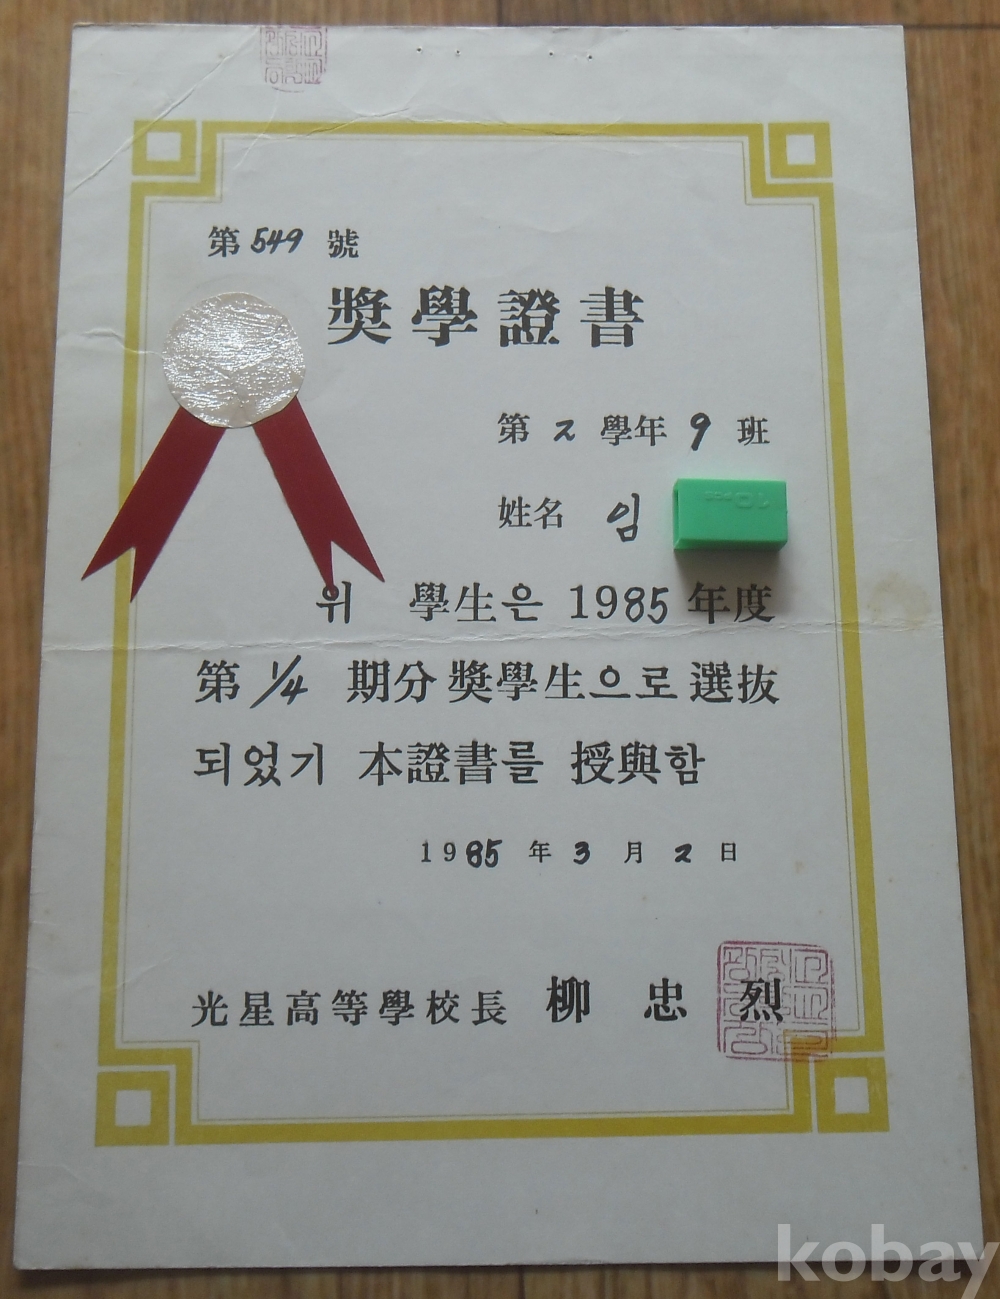 第 549 號
獎學證書
第 2 學年 9 班
姓名 임
위 學生은 1985 年度
第 1/4 期分 獎學生으로 選抜
되었기 本證書를 授與함
1985 年 3 月 2 日
光星高等學校長 柳忠烈
kobay